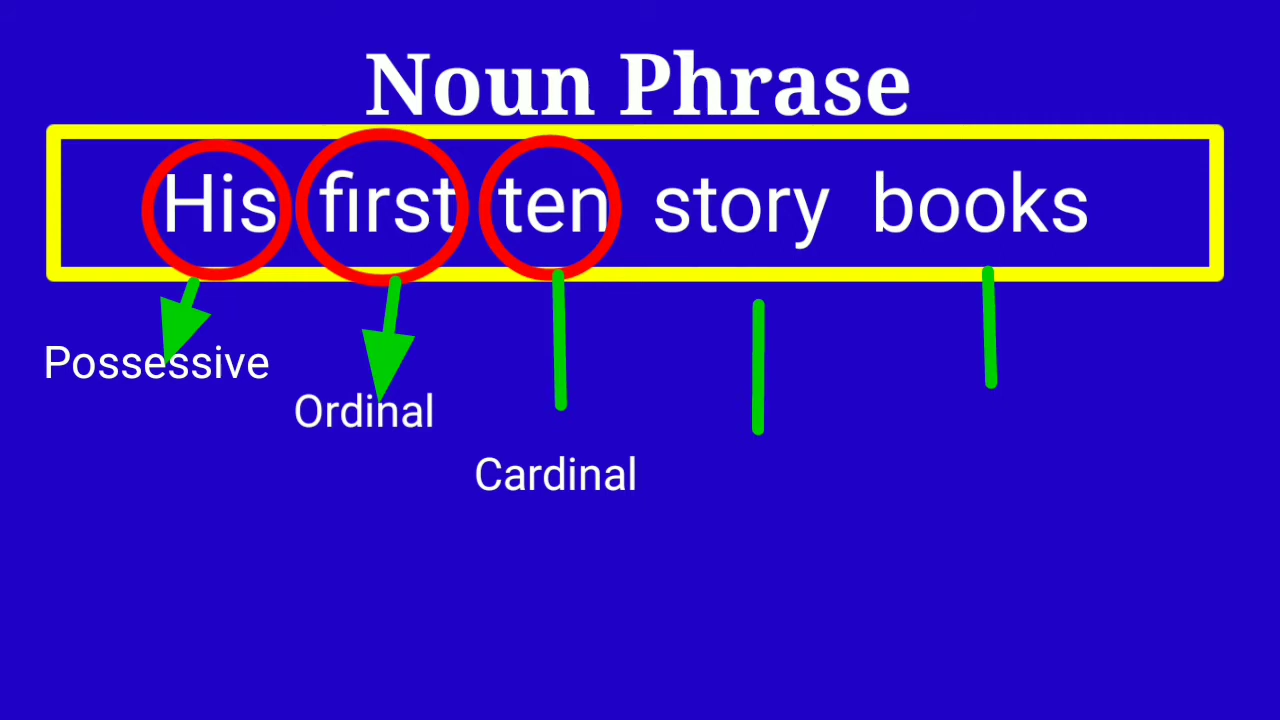 Noun Phrase
His first ten story books
Possessive
Ordinal
Cardinal